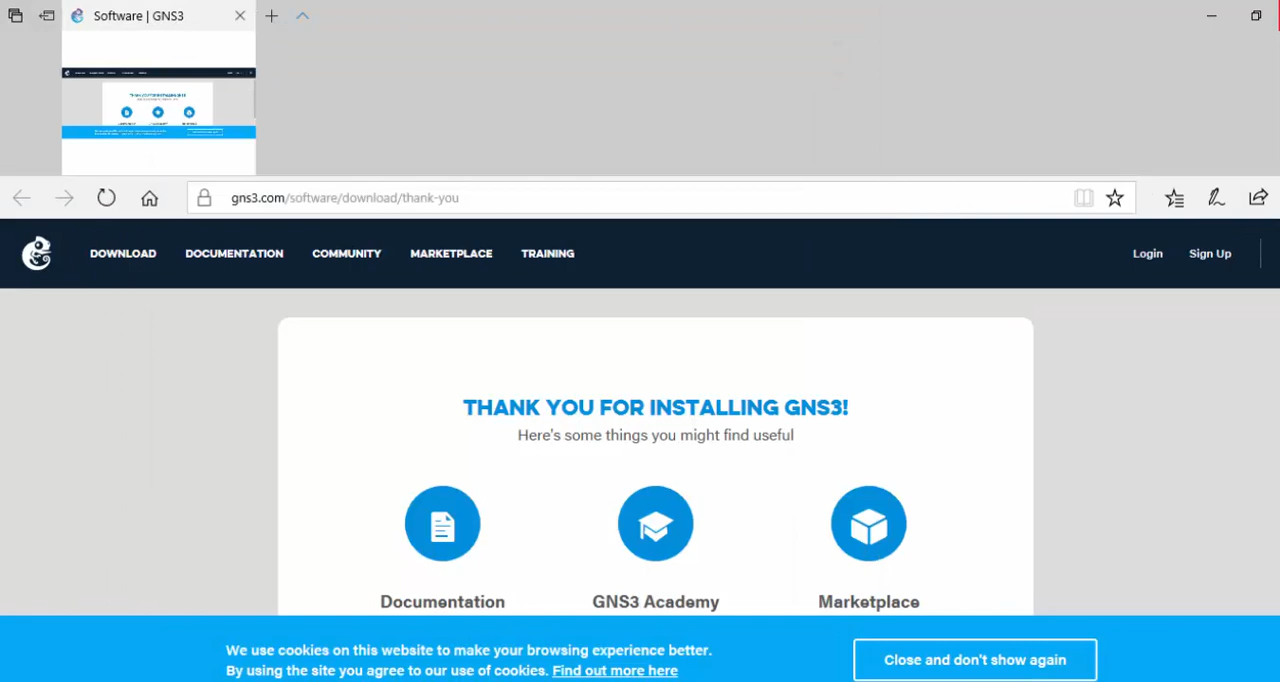 Software | GNS3
gns3.com/software/download/thank-you
DOWNLOAD DOCUMENTATION COMMUNITY MARKETPLACE TRAINING Login Sign Up
THANK YOU FOR INSTALLING GNS3!
Here's some things you might find useful
Documentation GNS3 Academy Marketplace
We use cookies on this website to make your browsing experience better.
By using the site you agree to our use of cookies. Find out more here
Close and don't show again